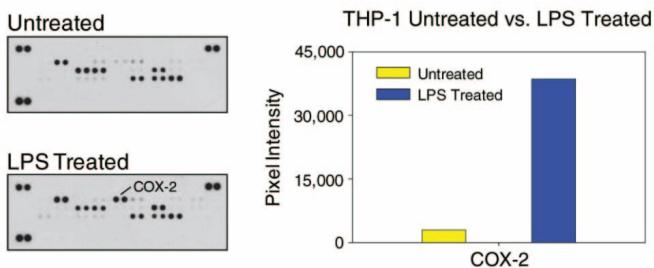 Untreated
LPS Treated
COX-2
THP-1 Untreated vs. LPS Treated
45,000
30,000
15,000
0
Pixel Intensity
Untreated
LPS Treated
COX-2